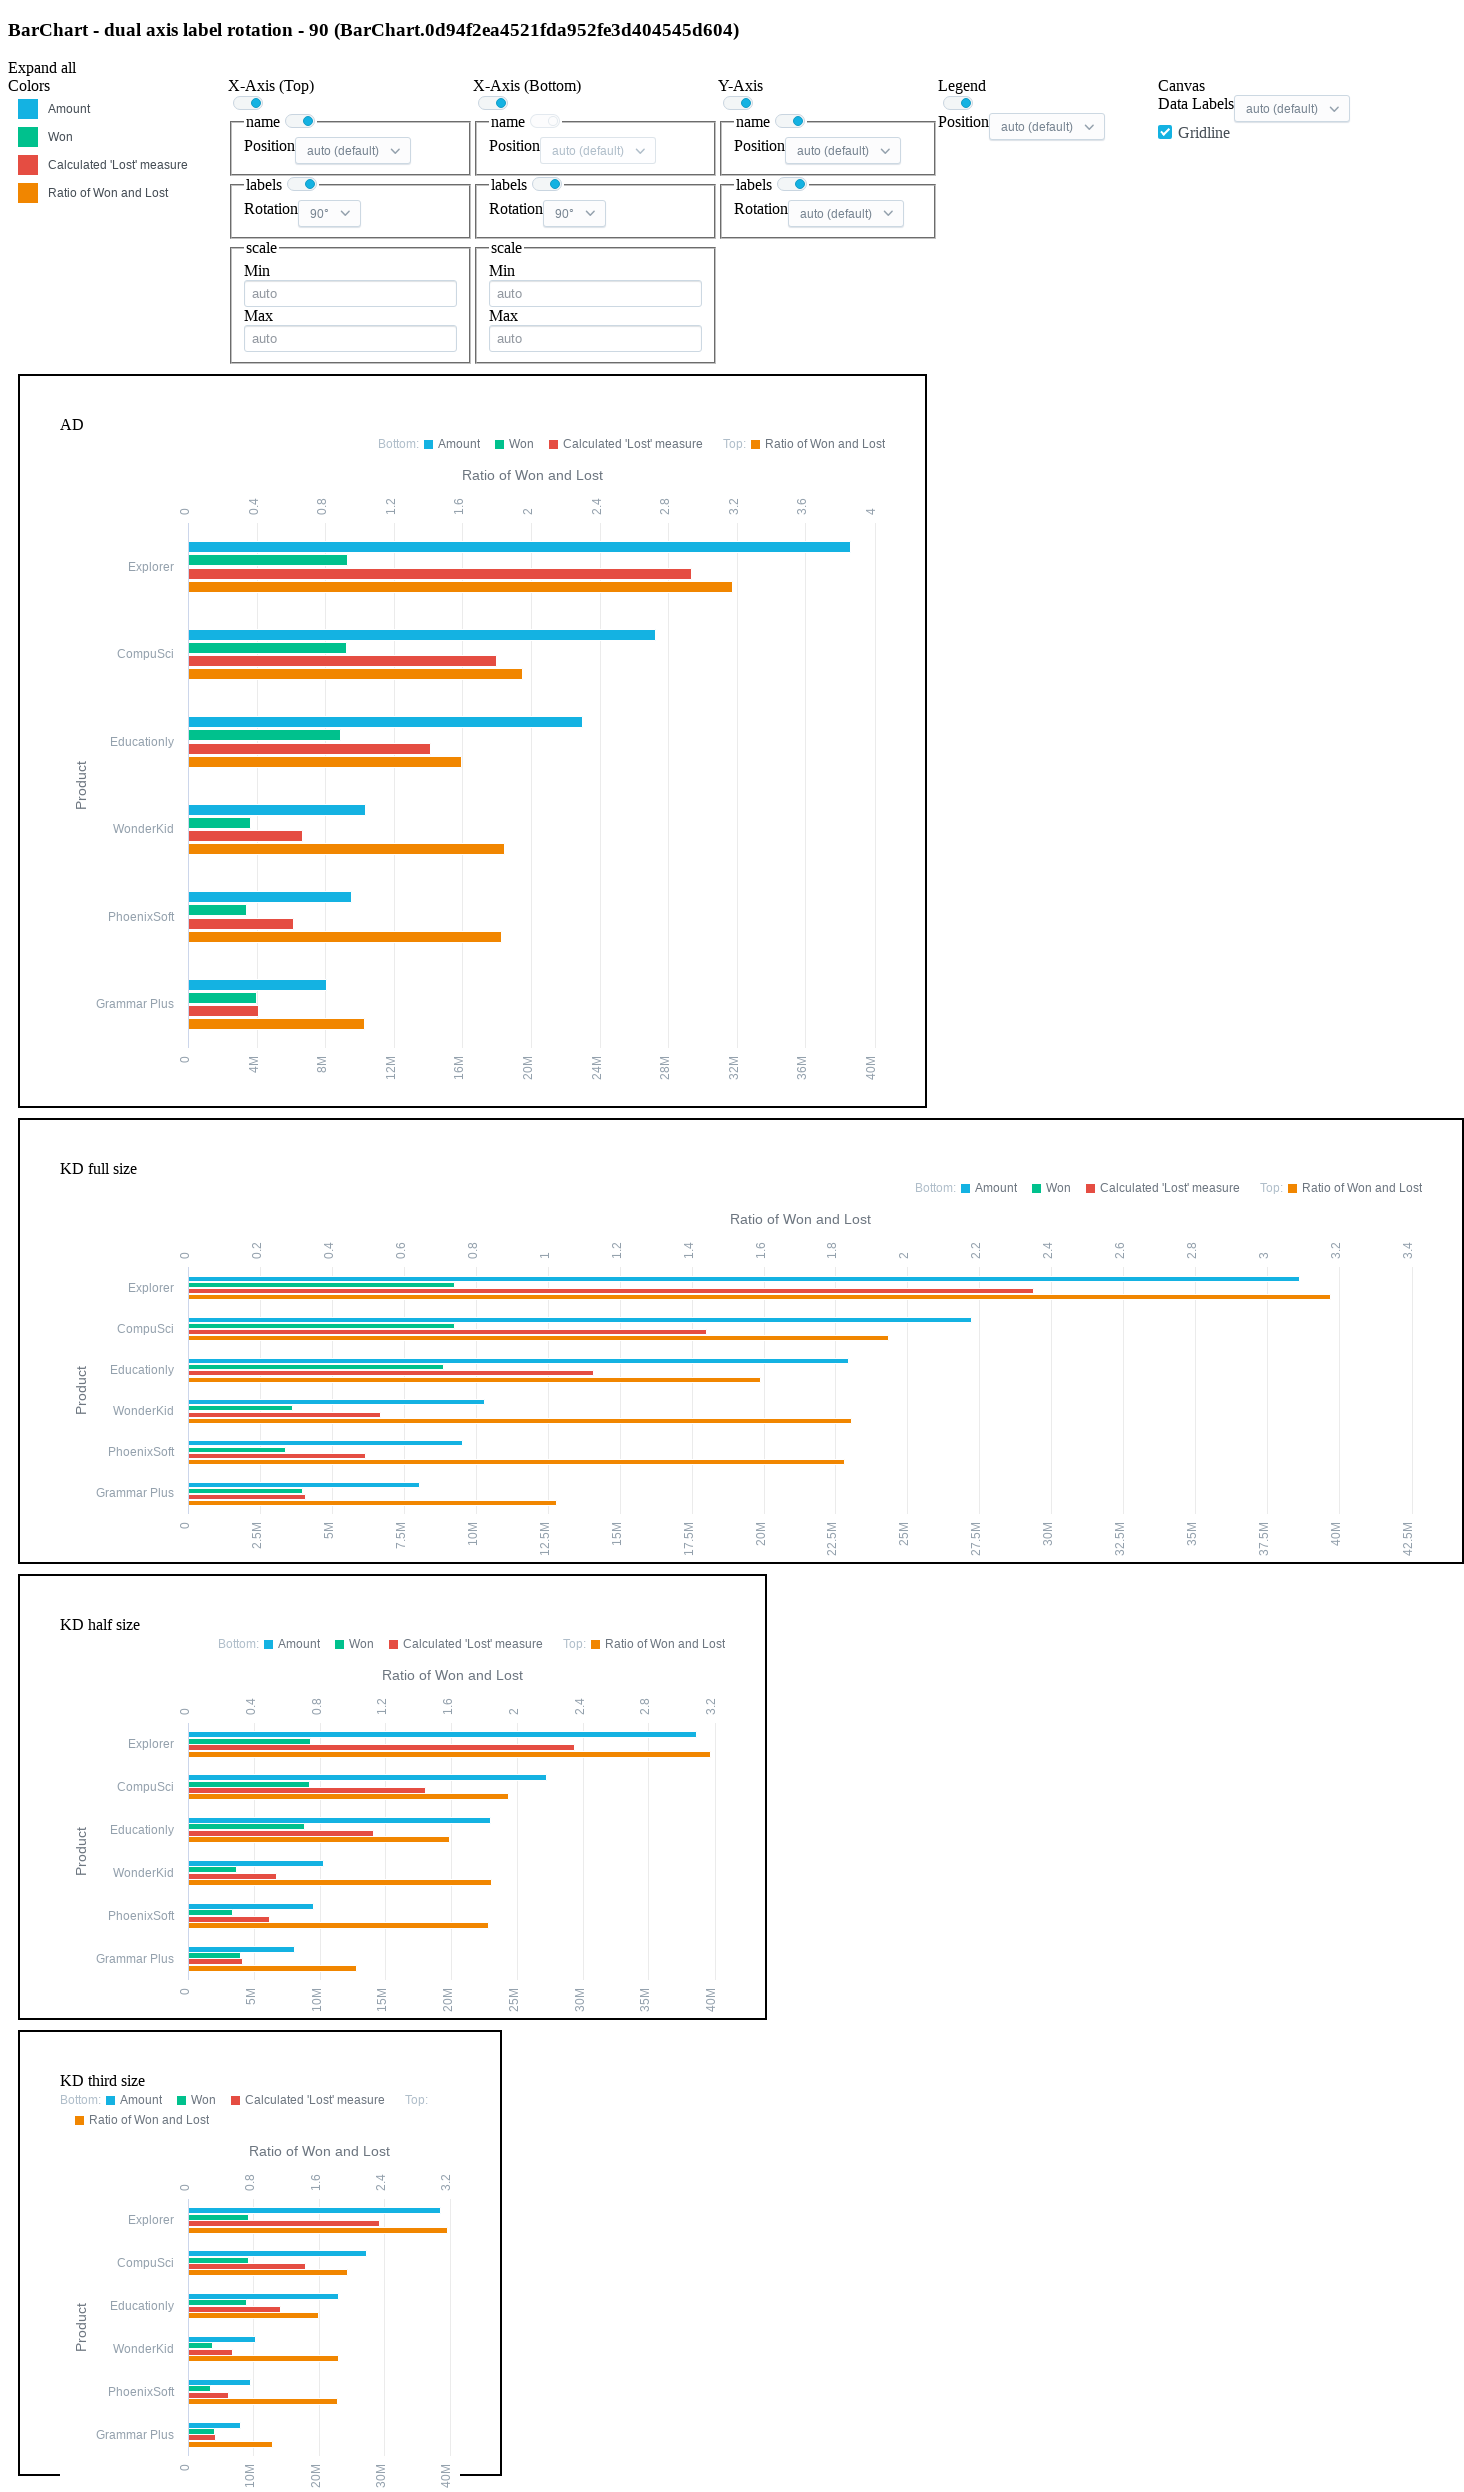 BarChart - dual axis label rotation - 90 (BarChart.0d94f2ea4521fda952fe3d404545d604)
Expand all
Colors
Amount
Won
Calculated 'Lost' measure
Ratio of Won and Lost
X-Axis (Top)
name
Position auto (default)
labels
Rotation 90°
scale
Min
auto
Max
auto
X-Axis (Bottom)
name
Position auto (default)
labels
Rotation 90°
scale
Min
auto
Max
auto
Y-Axis
name
Position auto (default)
labels
Rotation auto (default)
Legend
Position auto (default)
Canvas
Data Labels auto (default)
Gridline
AD
Bottom: Amount Won Calculated 'Lost' measure Top: Ratio of Won and Lost
Ratio of Won and Lost
0 0.4 0.8 1.2 1.6 2 2.4 2.8 3.2 3.6 4
Product
Explorer
CompuSci
Educationly
WonderKid
PhoenixSoft
Grammar Plus
0 4M 8M 12M 16M 20M 24M 28M 32M 36M 40M
KD full size
Bottom: Amount Won Calculated 'Lost' measure Top: Ratio of Won and Lost
Ratio of Won and Lost
0 0.2 0.4 0.6 0.8 1 1.2 1.4 1.6 1.8 2 2.2 2.4 2.6 2.8 3 3.2 3.4
Product
Explorer
CompuSci
Educationly
WonderKid
PhoenixSoft
Grammar Plus
0 2.5M 5M 7.5M 10M 12.5M 15M 17.5M 20M 22.5M 25M 27.5M 30M 32.5M 35M 37.5M 40M 42.5M
KD half size
Bottom: Amount Won Calculated 'Lost' measure Top: Ratio of Won and Lost
Ratio of Won and Lost
0 0.4 0.8 1.2 1.6 2 2.4 2.8 3.2
Product
Explorer
CompuSci
Educationly
WonderKid
PhoenixSoft
Grammar Plus
0 5M 10M 15M 20M 25M 30M 35M 40M
KD third size
Bottom: Amount Won Calculated 'Lost' measure Top:
Ratio of Won and Lost
Ratio of Won and Lost
0 0.8 1.6 2.4 3.2
Product
Explorer
CompuSci
Educationly
WonderKid
PhoenixSoft
Grammar Plus
0 10M 20M 30M 40M